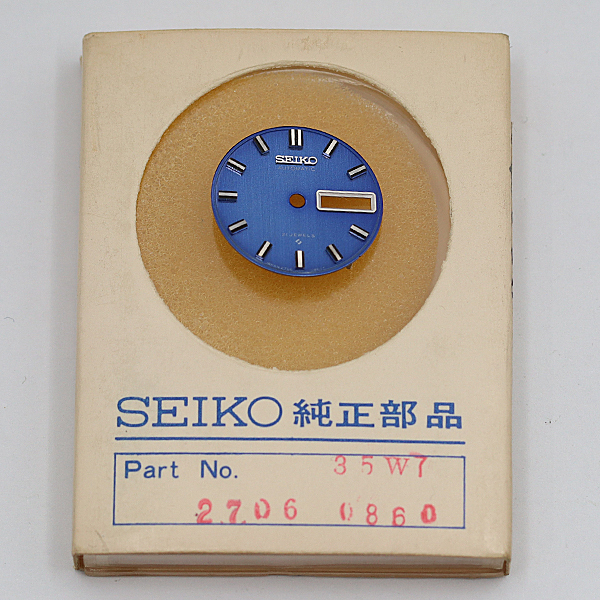 SEIKO
AUTOMATIC
SEIKO 純正部品
Part No. 35W7
2706 0860